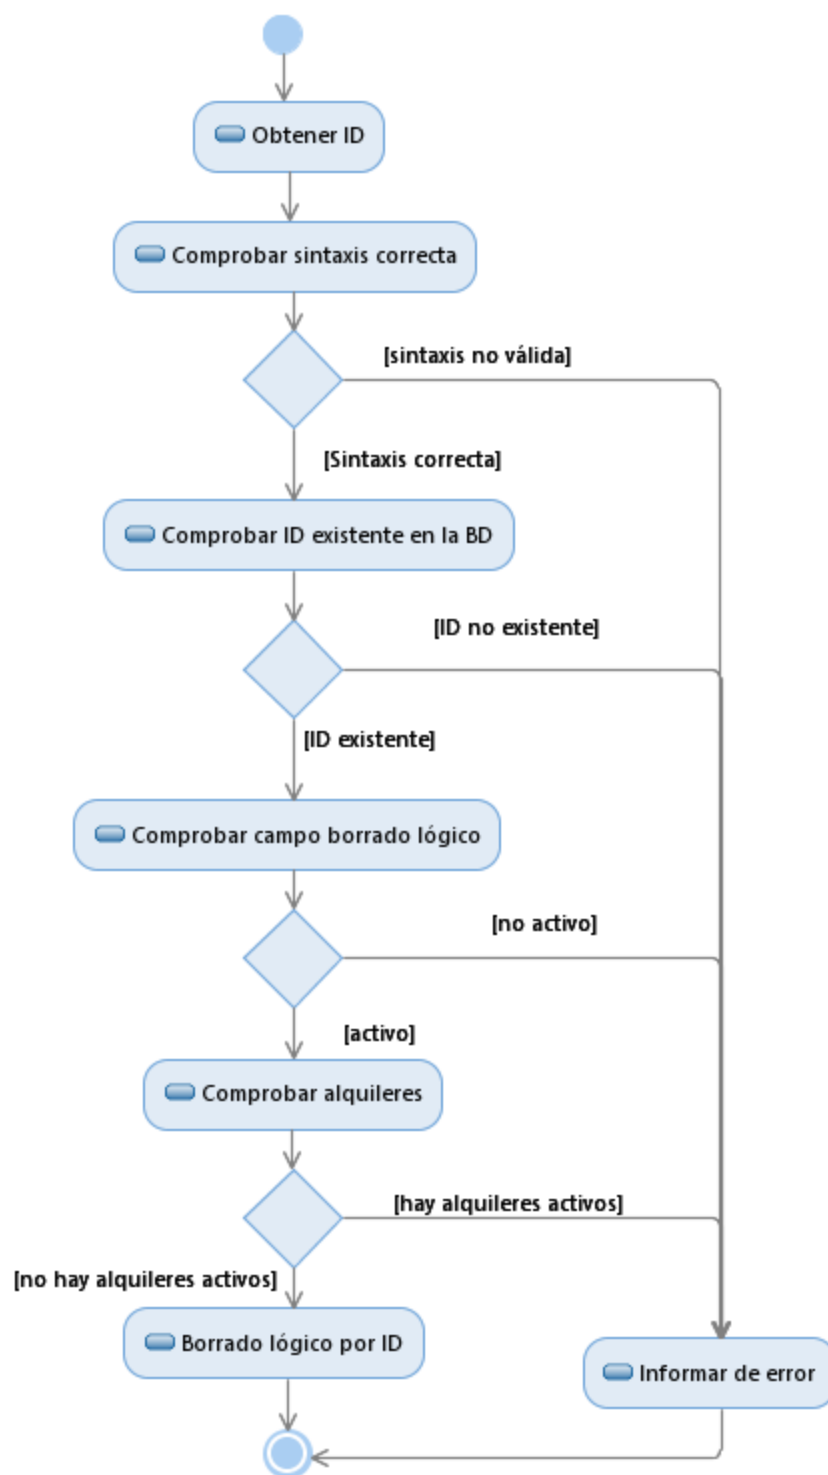 Obtener ID
Comprobar sintaxis correcta
[sintaxis no válida]
[Sintaxis correcta]
Comprobar ID existente en la BD
[ID no existente]
[ID existente]
Comprobar campo borrado lógico
[no activo]
[activo]
Comprobar alquileres
[hay alquileres activos]
[no hay alquileres activos]
Borrado lógico por ID
Informar de error